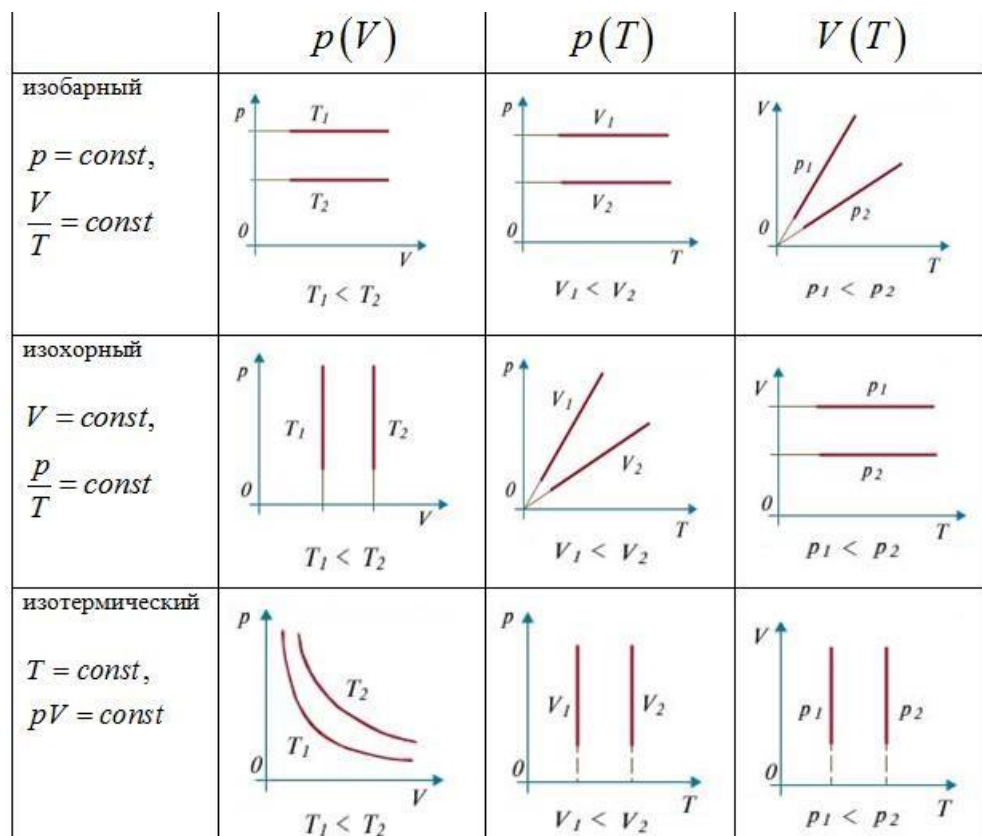 p(V) p(T) V(T)
изобарный
p = const,
V/T = const
p T₁ T₂ 0 V
T₁ < T₂
p V₁ V₂ 0 T
V₁ < V₂
V p₁ p₂ 0 T
p₁ < p₂
изохорный
V = const,
p/T = const
p T₁ T₂ 0 V
T₁ < T₂
p V₁ V₂ 0 T
V₁ < V₂
V p₁ p₂ 0 T
p₁ < p₂
изотермический
T = const,
pV = const
p T₂ T₁ 0 V
T₁ < T₂
p V₁ V₂ 0 T
V₁ < V₂
V p₁ p₂ 0 T
p₁ < p₂